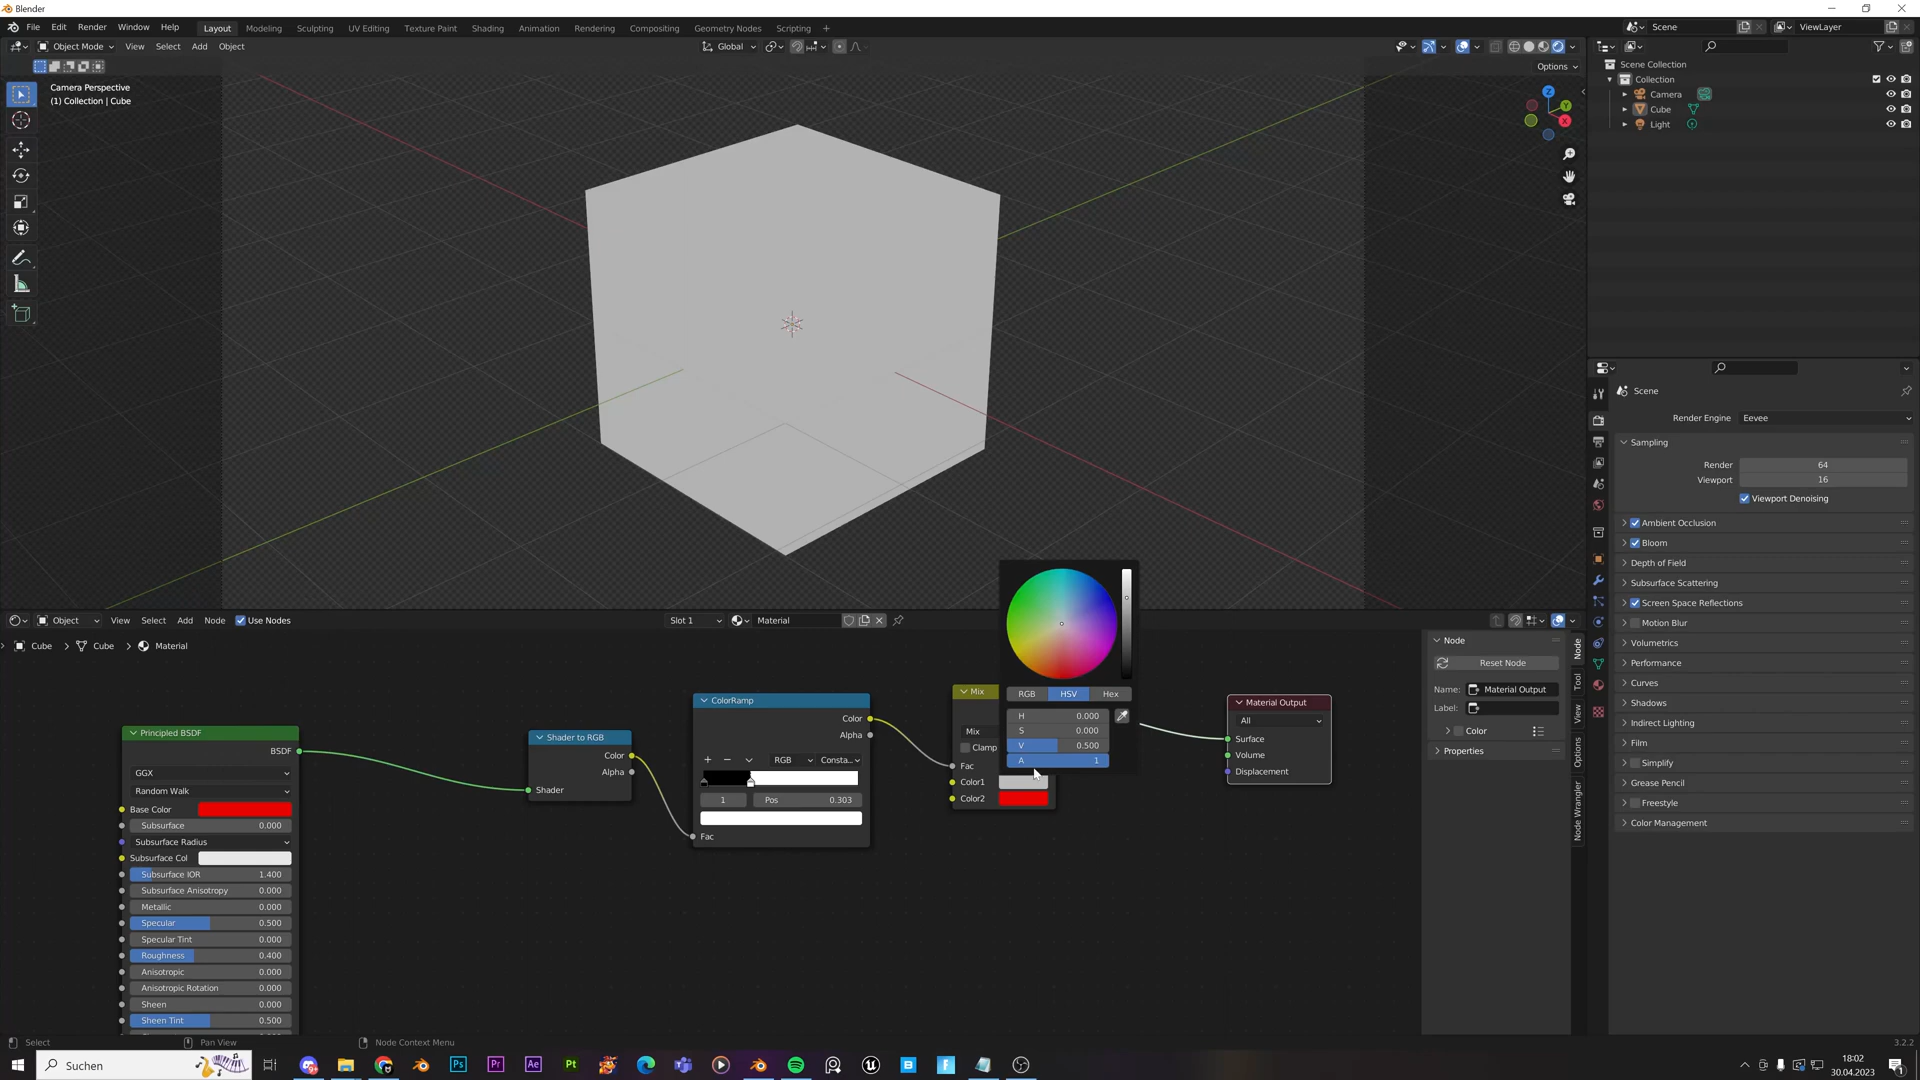 Blender
File Edit Render Window Help Layout Modeling Sculpting UV Editing Texture Paint Shading Animation Rendering Compositing Geometry Nodes Scripting + Scene ViewLayer
Object Mode View Select Add Object Global
Options
Camera Perspective
(1) Collection | Cube
Z
Y
X
Scene Collection
Collection
Camera
Cube
Light
Scene
Render Engine Eevee
Sampling
Render 64
Viewport 16
Viewport Denoising
Ambient Occlusion
Bloom
Depth of Field
Subsurface Scattering
Screen Space Reflections
Motion Blur
Volumetrics
Performance
Curves
Shadows
Indirect Lighting
Film
Simplify
Grease Pencil
Freestyle
Color Management
Object View Select Add Node Use Nodes Slot 1 Material
Cube > Cube > Material
Principled BSDF
BSDF
GGX
Random Walk
Base Color
Subsurface 0.000
Subsurface Radius
Subsurface Col
Subsurface IOR 1.400
Subsurface Anisotropy 0.000
Metallic 0.000
Specular 0.500
Specular Tint 0.000
Roughness 0.400
Anisotropic 0.000
Anisotropic Rotation 0.000
Sheen 0.000
Sheen Tint 0.500
Shader to RGB
Color
Alpha
Shader
ColorRamp
Color
Alpha
+ − RGB Consta...
1 Pos 0.303
Fac
Mix
Mix
Clamp
Fac
Color1
Color2
RGB HSV Hex
H 0.000
S 0.000
V 0.500
A 1
Material Output
All
Surface
Volume
Displacement
Node
Reset Node
Name: Material Output
Label:
Color
Properties
Node
Tool
View
Options
Node Wrangler
Select Pan View Node Context Menu 3.2.2
Suchen
Ps Pr Ae Pt
18:02
30.04.2023